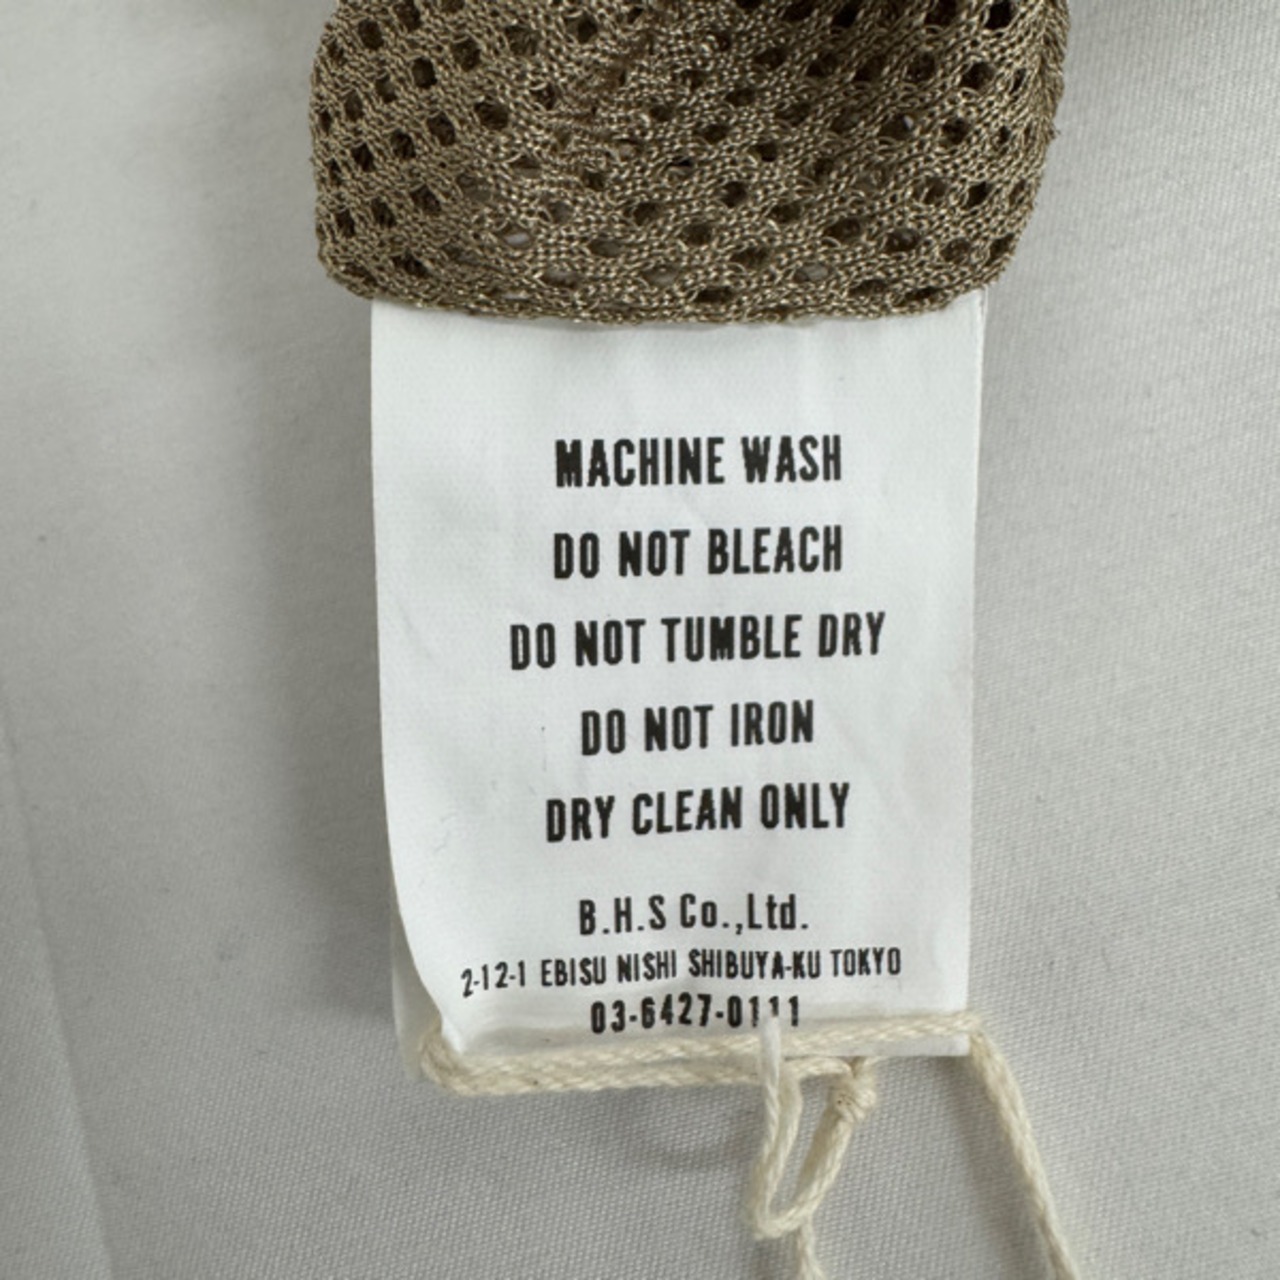 MACHINE WASH
DO NOT BLEACH
DO NOT TUMBLE DRY
DO NOT IRON
DRY CLEAN ONLY
B.H.S Co.,Ltd.
2-12-1 EBISU NISHI SHIBUYA-KU TOKYO
03-6427-0111